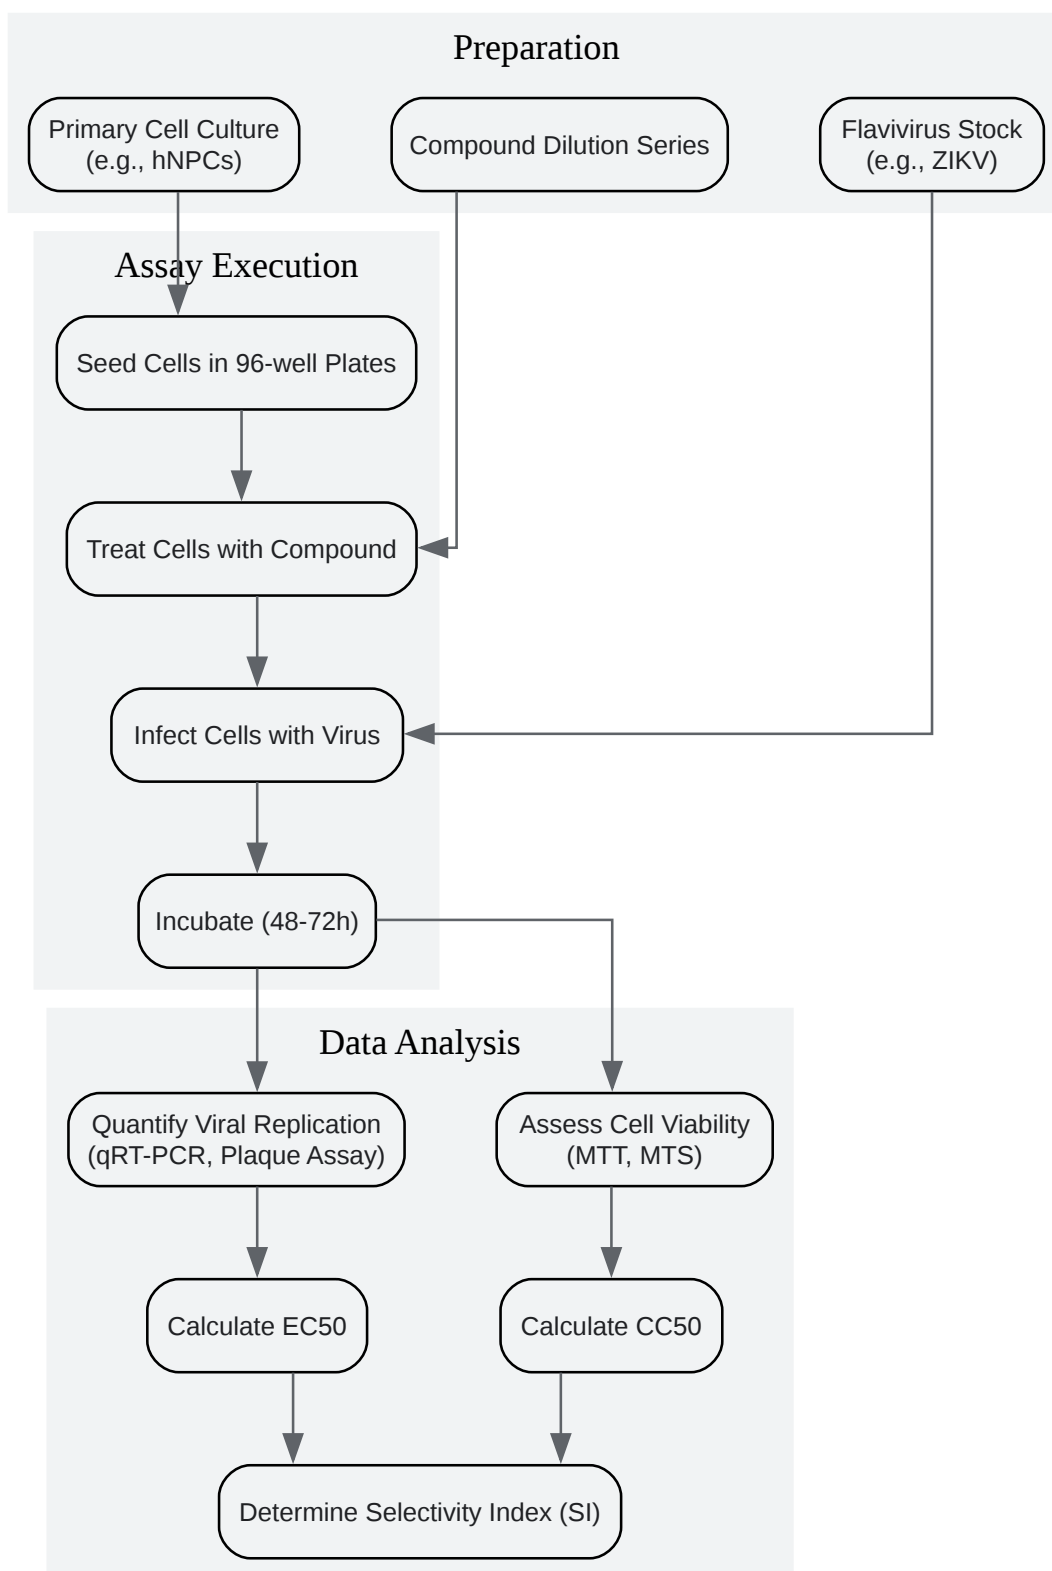 Preparation
Primary Cell Culture
(e.g., hNPCs)
Compound Dilution Series
Flavivirus Stock
(e.g., ZIKV)
Assay Execution
Seed Cells in 96-well Plates
Treat Cells with Compound
Infect Cells with Virus
Incubate (48-72h)
Data Analysis
Quantify Viral Replication
(qRT-PCR, Plaque Assay)
Assess Cell Viability
(MTT, MTS)
Calculate EC50
Calculate CC50
Determine Selectivity Index (SI)